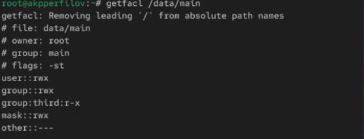 root@akpperfilov:~# getfacl /data/main
getfacl: Removing leading '/' from absolute path names
# file: data/main
# owner: root
# group: main
# flags: -st
user::rwx
group::rwx
group:third:r-x
mask::rwx
other::---